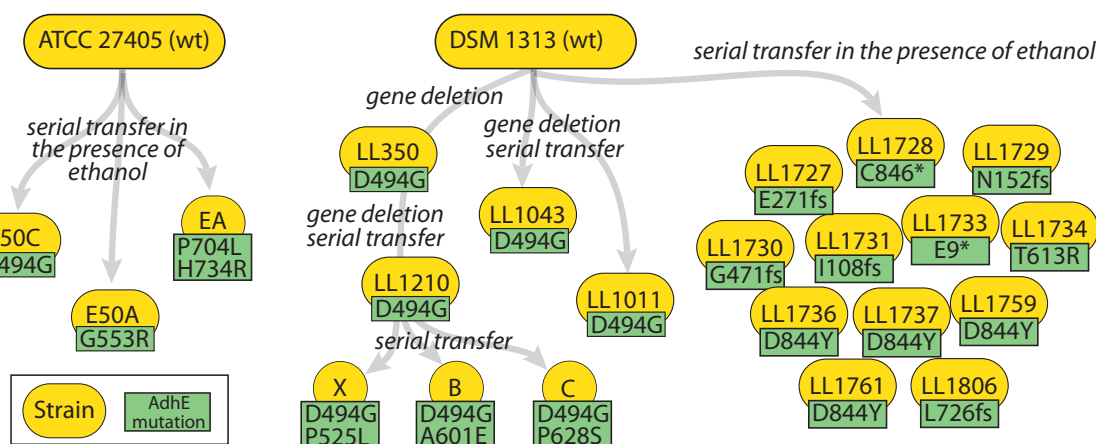 ATCC 27405 (wt)
serial transfer in
the presence of
ethanol
50C
494G
E50A
G553R
EA
P704L
H734R
Strain
AdhE
mutation
DSM 1313 (wt)
gene deletion
LL350
D494G
gene deletion
serial transfer
LL1210
D494G
serial transfer
X
D494G
P525L
B
D494G
A601E
C
D494G
P628S
gene deletion
serial transfer
LL1043
D494G
LL1011
D494G
serial transfer in the presence of ethanol
LL1727
E271fs
LL1728
C846*
LL1729
N152fs
LL1730
G471fs
LL1731
I108fs
LL1733
E9*
LL1734
T613R
LL1736
D844Y
LL1737
D844Y
LL1759
D844Y
LL1761
D844Y
LL1806
L726fs